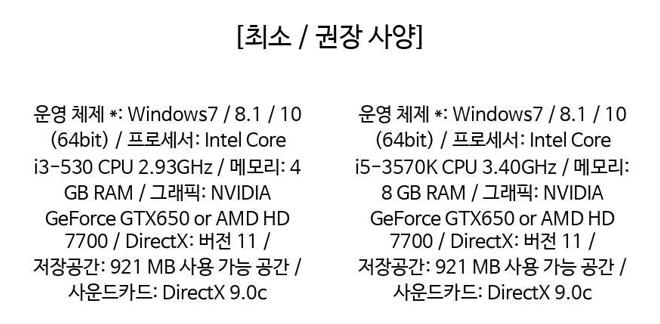 [최소 / 권장 사양]
운영 체제 *: Windows7 / 8.1 / 10
(64bit) / 프로세서: Intel Core
i3-530 CPU 2.93GHz / 메모리: 4
GB RAM / 그래픽: NVIDIA
GeForce GTX650 or AMD HD
7700 / DirectX: 버전 11 /
저장공간: 921 MB 사용 가능 공간 /
사운드카드: DirectX 9.0c
운영 체제 *: Windows7 / 8.1 / 10
(64bit) / 프로세서: Intel Core
i5-3570K CPU 3.40GHz / 메모리:
8 GB RAM / 그래픽: NVIDIA
GeForce GTX650 or AMD HD
7700 / DirectX: 버전 11 /
저장공간: 921 MB 사용 가능 공간 /
사운드카드: DirectX 9.0c